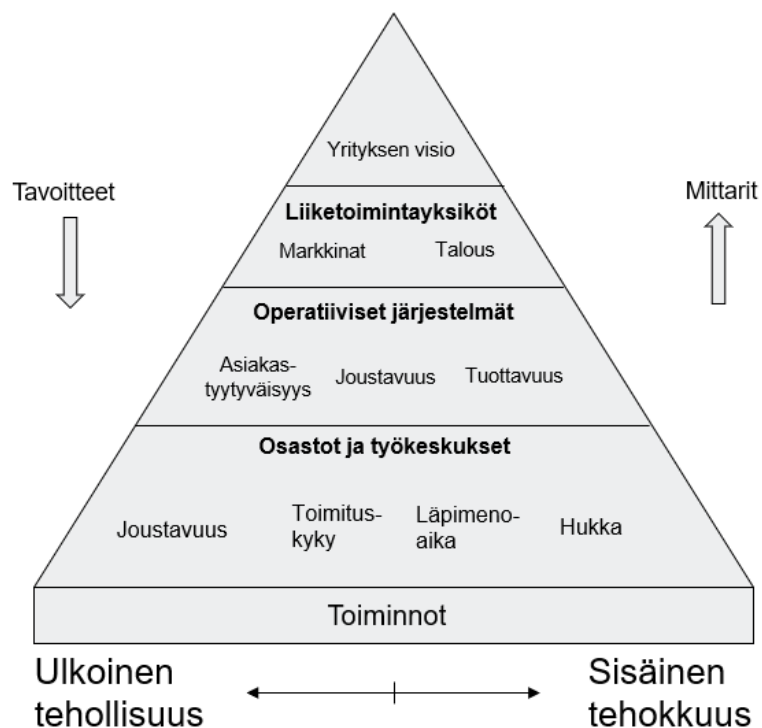 Yrityksen visio
Tavoitteet
Mittarit
Liiketoimintayksiköt
Markkinat
Talous
Operatiiviset järjestelmät
Asiakas-
tyytyväisyys
Joustavuus
Tuottavuus
Osastot ja työkeskukset
Joustavuus
Toimitus-
kyky
Läpimeno-
aika
Hukka
Toiminnot
Ulkoinen
tehollisuus
Sisäinen
tehokkuus